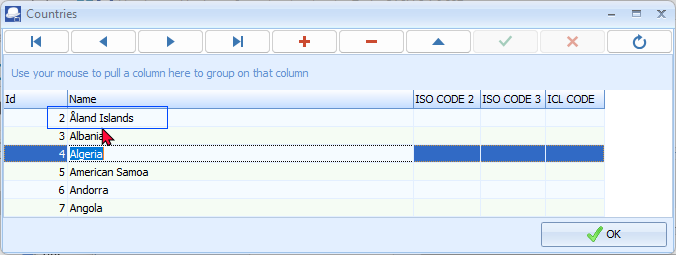 Countries
Use your mouse to pull a column here to group on that column
Id Name ISO CODE 2 ISO CODE 3 ICL CODE
2 Åland Islands
3 Albania
4 Algeria
5 American Samoa
6 Andorra
7 Angola
OK